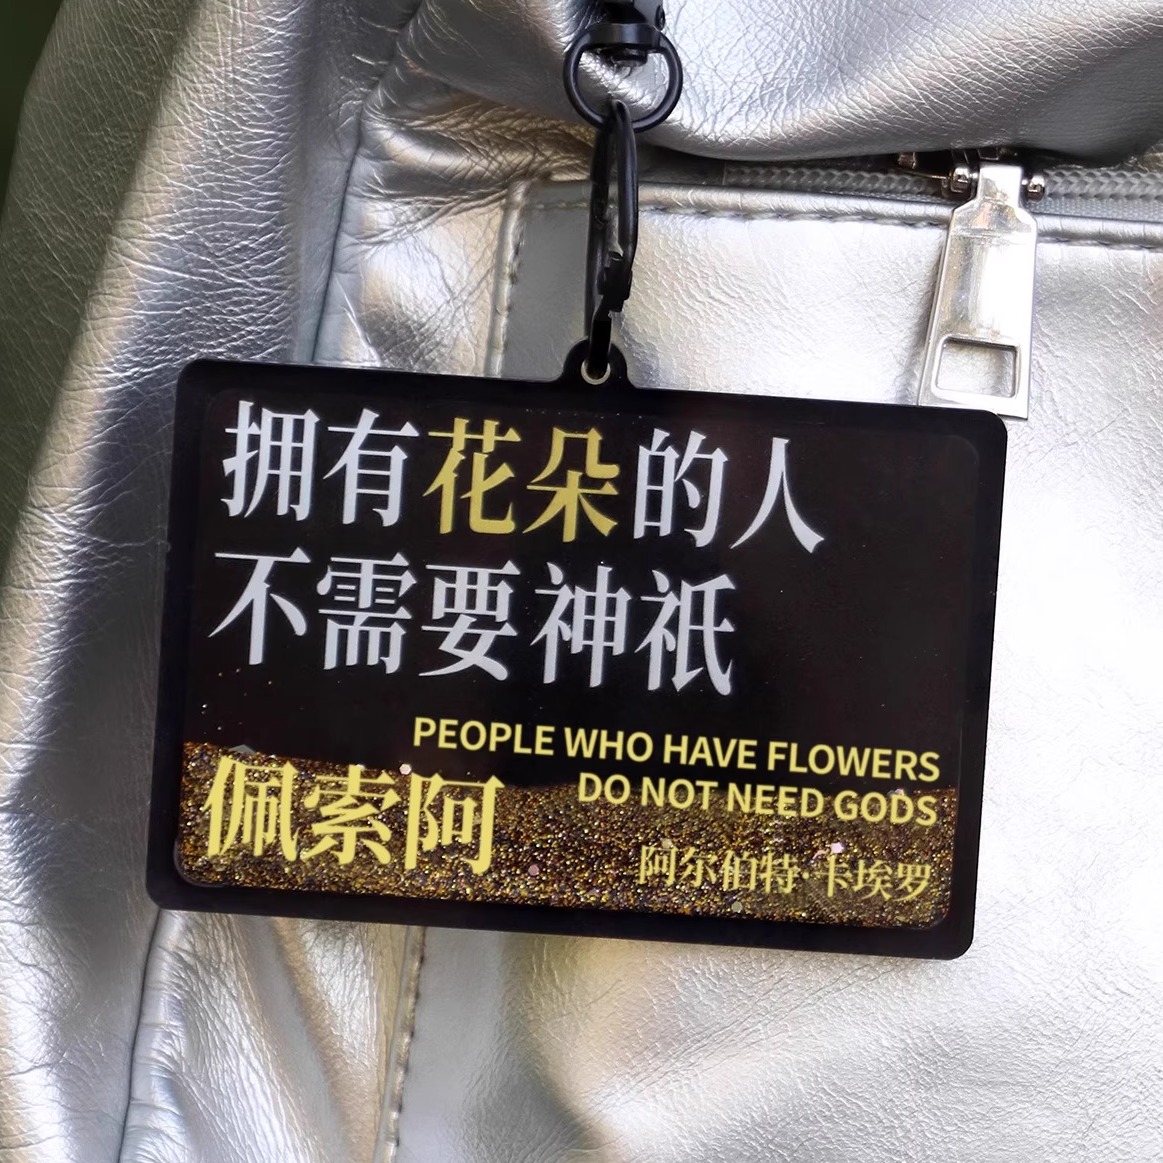 拥有花朵的人
不需要神祇
PEOPLE WHO HAVE FLOWERS
DO NOT NEED GODS
佩索阿
阿尔伯特·卡埃罗